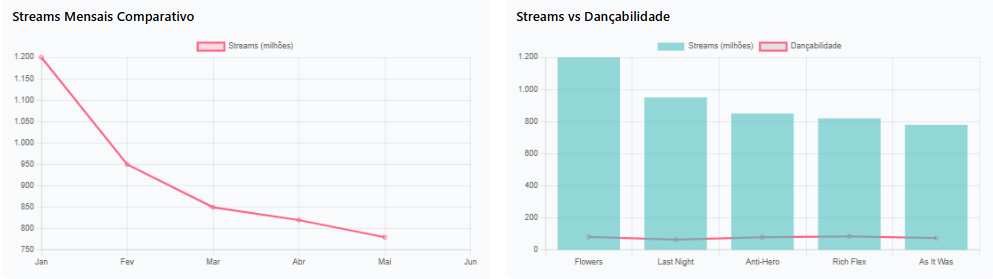 Streams Mensais Comparativo
Streams (milhões)
1.200
1.150
1.100
1.050
1.000
950
900
850
800
750
Jan Fev Mar Abr Mai Jun
Streams vs Dançabilidade
Streams (milhões) Dançabilidade
1.200
1.000
800
600
400
200
0
Flowers Last Night Anti-Hero Rich Flex As It Was